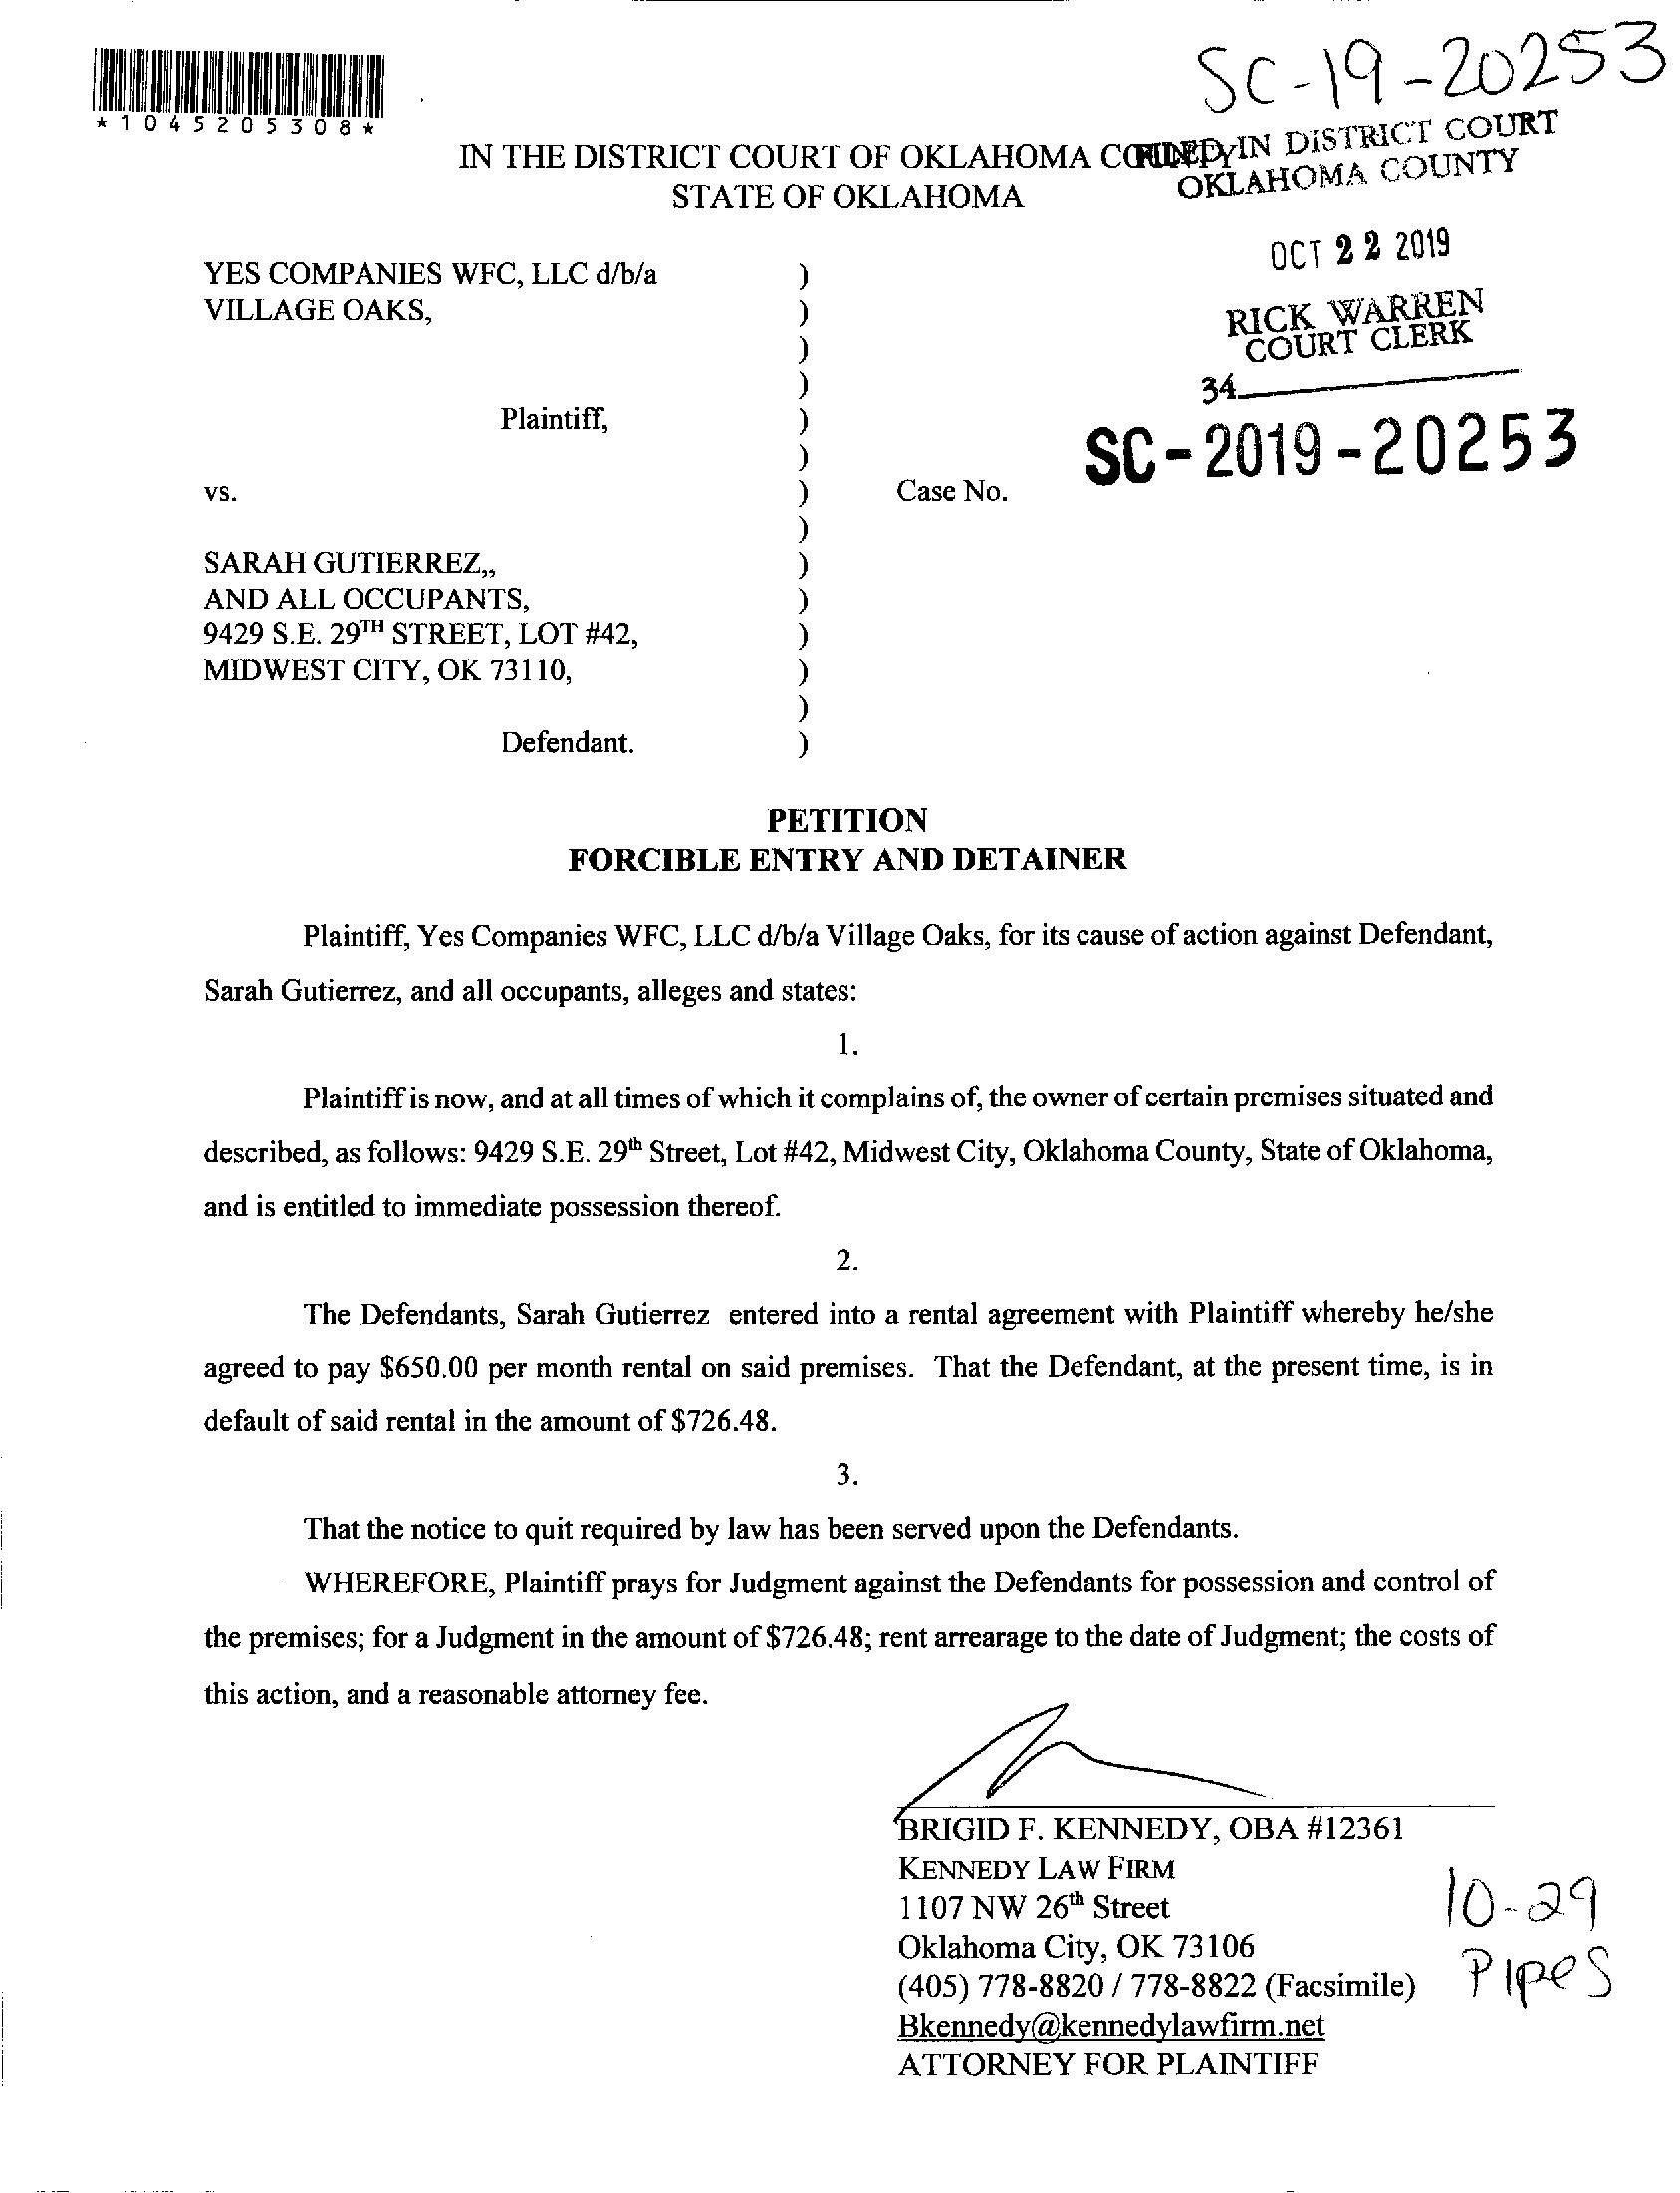 SC-19-20253
*1045205308*
IN THE DISTRICT COURT OF OKLAHOMA COUNTY
STATE OF OKLAHOMA
FILED IN DISTRICT COURT
OKLAHOMA COUNTY
OCT 22 2019
RICK WARREN
COURT CLERK
34
SC-2019-20253
YES COMPANIES WFC, LLC d/b/a )
VILLAGE OAKS, )
)
)
Plaintiff, )
)
vs. ) Case No.
)
SARAH GUTIERREZ,, )
AND ALL OCCUPANTS, )
9429 S.E. 29TH STREET, LOT #42, )
MIDWEST CITY, OK 73110, )
)
Defendant. )
PETITION
FORCIBLE ENTRY AND DETAINER
Plaintiff, Yes Companies WFC, LLC d/b/a Village Oaks, for its cause of action against Defendant,
Sarah Gutierrez, and all occupants, alleges and states:
1.
Plaintiff is now, and at all times of which it complains of, the owner of certain premises situated and
described, as follows: 9429 S.E. 29th Street, Lot #42, Midwest City, Oklahoma County, State of Oklahoma,
and is entitled to immediate possession thereof.
2.
The Defendants, Sarah Gutierrez entered into a rental agreement with Plaintiff whereby he/she
agreed to pay $650.00 per month rental on said premises. That the Defendant, at the present time, is in
default of said rental in the amount of $726.48.
3.
That the notice to quit required by law has been served upon the Defendants.
WHEREFORE, Plaintiff prays for Judgment against the Defendants for possession and control of
the premises; for a Judgment in the amount of $726.48; rent arrearage to the date of Judgment; the costs of
this action, and a reasonable attorney fee.
BRIGID F. KENNEDY, OBA #12361
KENNEDY LAW FIRM
1107 NW 26th Street
Oklahoma City, OK 73106
(405) 778-8820 / 778-8822 (Facsimile)
Bkennedy@kennedylawfirm.net
ATTORNEY FOR PLAINTIFF
10-29
Pipes